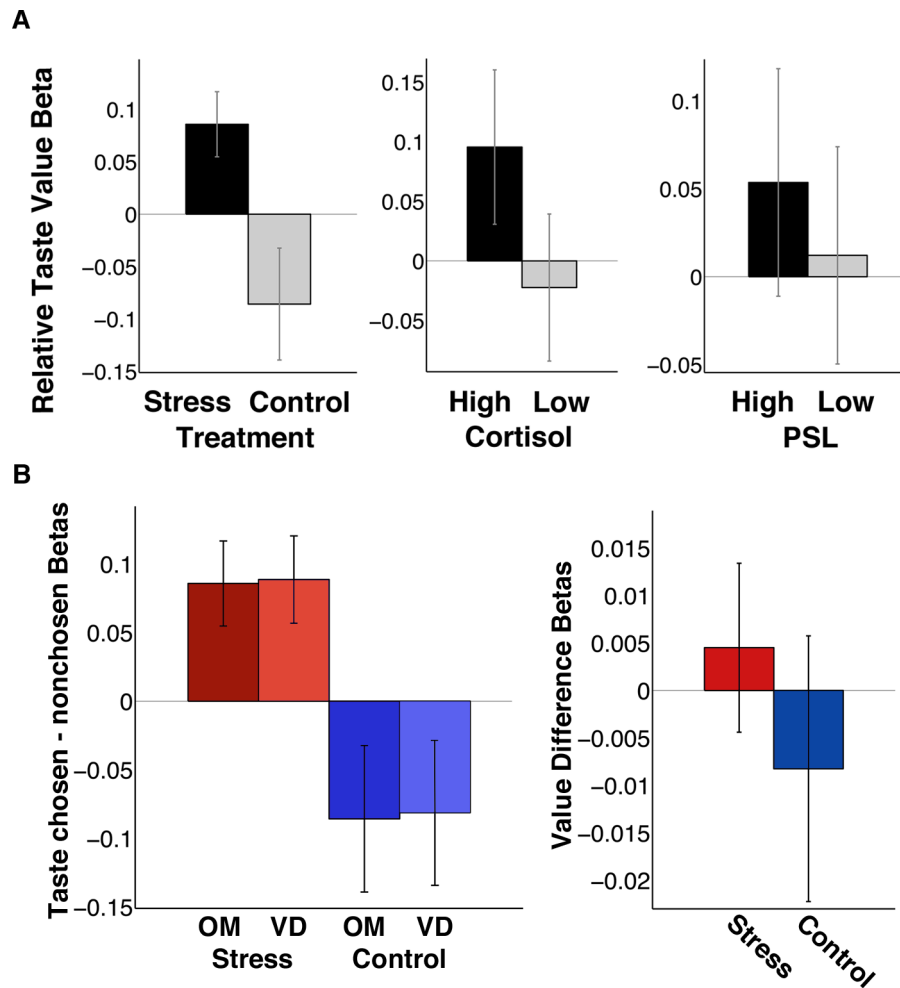 A
Relative Taste Value Beta
0.1
0.05
0
−0.05
−0.1
−0.15
Stress Control
Treatment
0.15
0.1
0.05
0
−0.05
High Low
Cortisol
0.1
0.05
0
−0.05
High Low
PSL
B
Taste chosen - nonchosen Betas
0.1
0.05
0
−0.05
−0.1
−0.15
OM VD OM VD
Stress Control
Value Difference Betas
0.015
0.01
0.005
0
−0.005
−0.01
−0.015
−0.02
Stress
Control